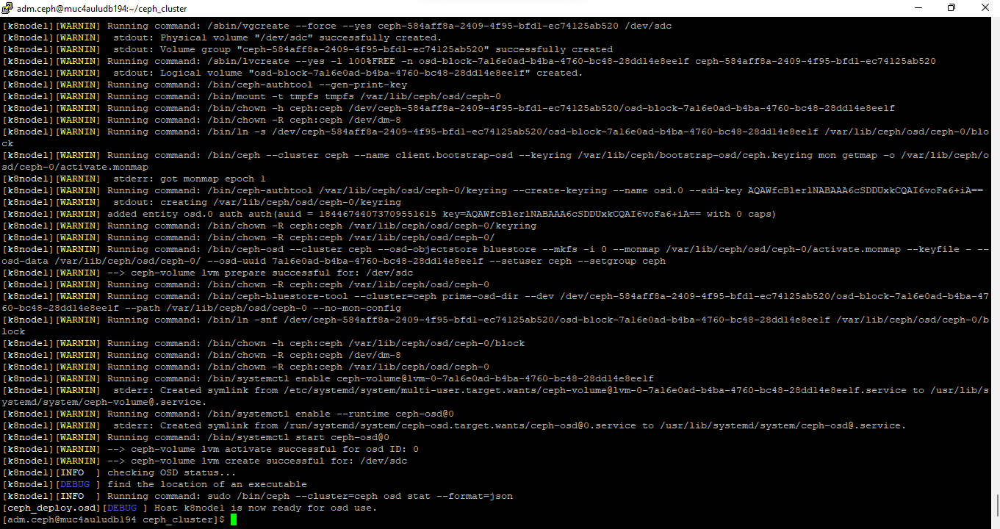 adm.ceph@muc4auludb194:~/ceph_cluster
[k8node1][WARNIN] Running command: /sbin/vgcreate --force --yes ceph-584aff8a-2409-4f95-bfd1-ec74125ab520 /dev/sdc
[k8node1][WARNIN]  stdout: Physical volume "/dev/sdc" successfully created.
[k8node1][WARNIN]  stdout: Volume group "ceph-584aff8a-2409-4f95-bfd1-ec74125ab520" successfully created
[k8node1][WARNIN] Running command: /sbin/lvcreate --yes -l 100%FREE -n osd-block-7a16e0ad-b4ba-4760-bc48-28dd14e8ee1f ceph-584aff8a-2409-4f95-bfd1-ec74125ab520
[k8node1][WARNIN]  stdout: Logical volume "osd-block-7a16e0ad-b4ba-4760-bc48-28dd14e8ee1f" created.
[k8node1][WARNIN] Running command: /bin/ceph-authtool --gen-print-key
[k8node1][WARNIN] Running command: /bin/mount -t tmpfs tmpfs /var/lib/ceph/osd/ceph-0
[k8node1][WARNIN] Running command: /bin/chown -h ceph:ceph /dev/ceph-584aff8a-2409-4f95-bfd1-ec74125ab520/osd-block-7a16e0ad-b4ba-4760-bc48-28dd14e8ee1f
[k8node1][WARNIN] Running command: /bin/chown -R ceph:ceph /dev/dm-8
[k8node1][WARNIN] Running command: /bin/ln -s /dev/ceph-584aff8a-2409-4f95-bfd1-ec74125ab520/osd-block-7a16e0ad-b4ba-4760-bc48-28dd14e8ee1f /var/lib/ceph/osd/ceph-0/blo
ck
[k8node1][WARNIN] Running command: /bin/ceph --cluster ceph --name client.bootstrap-osd --keyring /var/lib/ceph/bootstrap-osd/ceph.keyring mon getmap -o /var/lib/ceph/o
sd/ceph-0/activate.monmap
[k8node1][WARNIN]  stderr: got monmap epoch 1
[k8node1][WARNIN] Running command: /bin/ceph-authtool /var/lib/ceph/osd/ceph-0/keyring --create-keyring --name osd.0 --add-key AQAWfcBler1NABAAA6cSDDUxkCQAI6voFa6+iA==
[k8node1][WARNIN]  stdout: creating /var/lib/ceph/osd/ceph-0/keyring
[k8node1][WARNIN] added entity osd.0 auth auth(auid = 18446744073709551615 key=AQAWfcBler1NABAAA6cSDDUxkCQAI6voFa6+iA== with 0 caps)
[k8node1][WARNIN] Running command: /bin/chown -R ceph:ceph /var/lib/ceph/osd/ceph-0/keyring
[k8node1][WARNIN] Running command: /bin/chown -R ceph:ceph /var/lib/ceph/osd/ceph-0/
[k8node1][WARNIN] Running command: /bin/ceph-osd --cluster ceph --osd-objectstore bluestore --mkfs -i 0 --monmap /var/lib/ceph/osd/ceph-0/activate.monmap --keyfile - --
osd-data /var/lib/ceph/osd/ceph-0/ --osd-uuid 7a16e0ad-b4ba-4760-bc48-28dd14e8ee1f --setuser ceph --setgroup ceph
[k8node1][WARNIN] --> ceph-volume lvm prepare successful for: /dev/sdc
[k8node1][WARNIN] Running command: /bin/chown -R ceph:ceph /var/lib/ceph/osd/ceph-0
[k8node1][WARNIN] Running command: /bin/ceph-bluestore-tool --cluster=ceph prime-osd-dir --dev /dev/ceph-584aff8a-2409-4f95-bfd1-ec74125ab520/osd-block-7a16e0ad-b4ba-47
60-bc48-28dd14e8ee1f --path /var/lib/ceph/osd/ceph-0 --no-mon-config
[k8node1][WARNIN] Running command: /bin/ln -snf /dev/ceph-584aff8a-2409-4f95-bfd1-ec74125ab520/osd-block-7a16e0ad-b4ba-4760-bc48-28dd14e8ee1f /var/lib/ceph/osd/ceph-0/b
lock
[k8node1][WARNIN] Running command: /bin/chown -h ceph:ceph /var/lib/ceph/osd/ceph-0/block
[k8node1][WARNIN] Running command: /bin/chown -R ceph:ceph /dev/dm-8
[k8node1][WARNIN] Running command: /bin/chown -R ceph:ceph /var/lib/ceph/osd/ceph-0
[k8node1][WARNIN] Running command: /bin/systemctl enable ceph-volume@lvm-0-7a16e0ad-b4ba-4760-bc48-28dd14e8ee1f
[k8node1][WARNIN]  stderr: Created symlink from /etc/systemd/system/multi-user.target.wants/ceph-volume@lvm-0-7a16e0ad-b4ba-4760-bc48-28dd14e8ee1f.service to /usr/lib/s
ystemd/system/ceph-volume@.service.
[k8node1][WARNIN] Running command: /bin/systemctl enable --runtime ceph-osd@0
[k8node1][WARNIN]  stderr: Created symlink from /run/systemd/system/ceph-osd.target.wants/ceph-osd@0.service to /usr/lib/systemd/system/ceph-osd@.service.
[k8node1][WARNIN] Running command: /bin/systemctl start ceph-osd@0
[k8node1][WARNIN] --> ceph-volume lvm activate successful for osd ID: 0
[k8node1][WARNIN] --> ceph-volume lvm create successful for: /dev/sdc
[k8node1][INFO  ] checking OSD status...
[k8node1][DEBUG ] find the location of an executable
[k8node1][INFO  ] Running command: sudo /bin/ceph --cluster=ceph osd stat --format=json
[ceph_deploy.osd][DEBUG ] Host k8node1 is now ready for osd use.
[adm.ceph@muc4auludb194 ceph_cluster]$